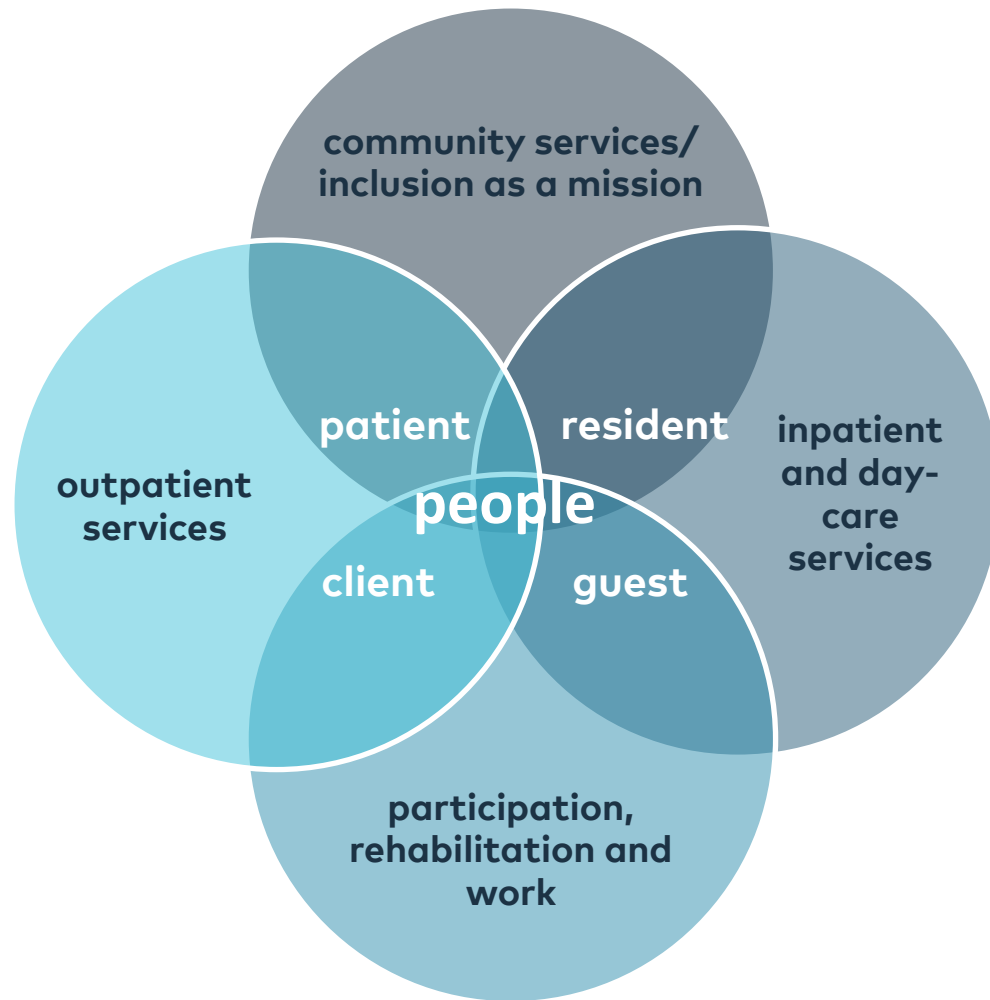 community services/
inclusion as a mission
patient
resident
outpatient
services
people
inpatient
and day-
care
services
client
guest
participation,
rehabilitation and
work